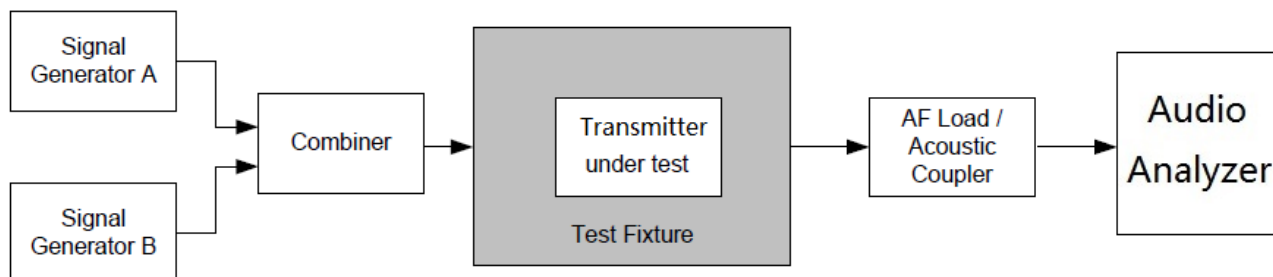 Signal
Generator A
Signal
Generator B
Combiner
Transmitter
under test
Test Fixture
AF Load /
Acoustic
Coupler
Audio
Analyzer